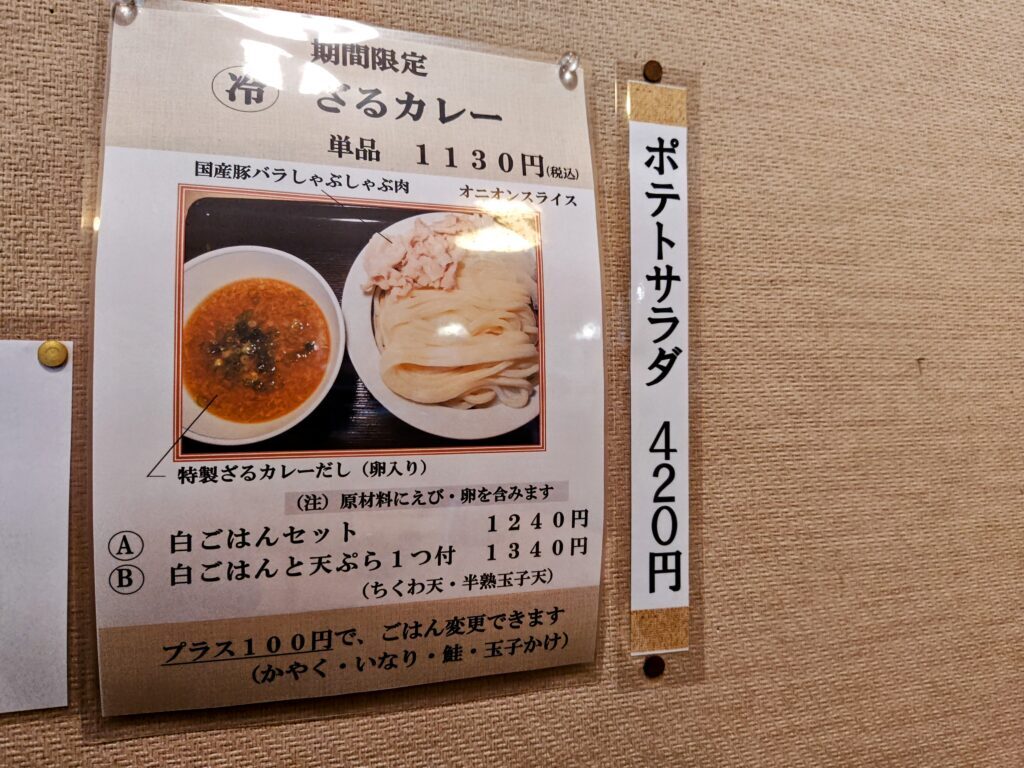 期間限定
冷 ざるカレー
単品 １１３０円(税込)
国産豚バラしゃぶしゃぶ肉
オニオンスライス
特製ざるカレーだし（卵入り）
（注）原材料にえび・卵を含みます
Ⓐ 白ごはんセット １２４０円
Ⓑ 白ごはんと天ぷら１つ付 １３４０円
（ちくわ天・半熟玉子天）
プラス１００円で、ごはん変更できます
（かやく・いなり・鮭・玉子かけ）
ポテトサラダ ４２０円